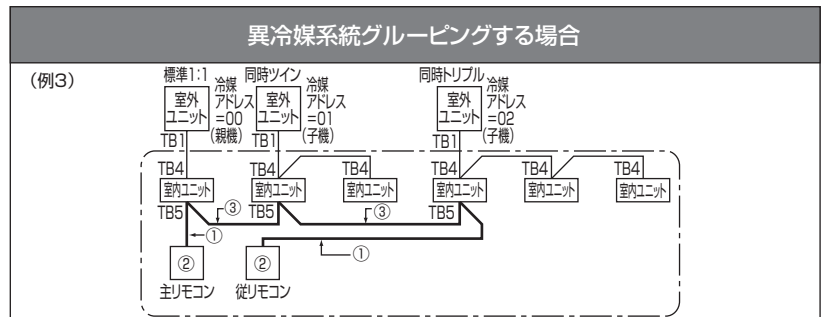 異冷媒系統グルーピングする場合
(例3)
標準1:1
同時ツイン
同時トリプル
室外
ユニット
冷媒
アドレス
=00
(親機)
室外
ユニット
冷媒
アドレス
=01
(子機)
室外
ユニット
冷媒
アドレス
=02
(子機)
TB1
TB1
TB1
TB4
TB4
TB4
TB4
TB4
TB4
室内ユニット
室内ユニット
室内ユニット
室内ユニット
室内ユニット
室内ユニット
TB5
③
TB5
③
TB5
①
①
②
②
主リモコン
従リモコン